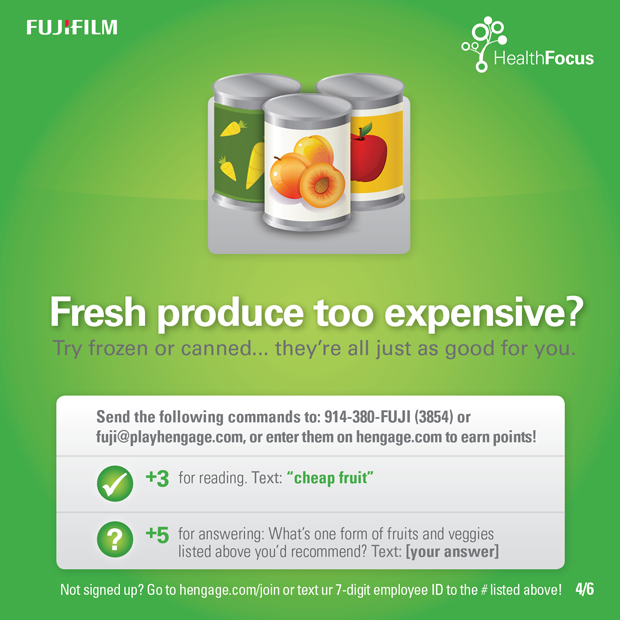 FUJIFILM
HealthFocus
Fresh produce too expensive?
Try frozen or canned... they're all just as good for you.
Send the following commands to: 914-380-FUJI (3854) or
fuji@playhengage.com, or enter them on hengage.com to earn points!
+3 for reading. Text: “cheap fruit”
? +5 for answering: What's one form of fruits and veggies
listed above you'd recommend? Text: [your answer]
Not signed up? Go to hengage.com/join or text ur 7-digit employee ID to the # listed above! 4/6